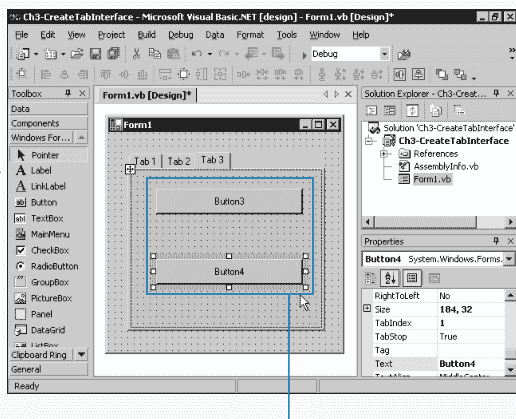 Ch3-CreateTabInterface - Microsoft Visual Basic.NET [design] - Form1.vb [Design]*
File Edit View Project Build Debug Data Format Tools Window Help
Debug
Toolbox
Data
Components
Windows For...
Pointer
Label
LinkLabel
Button
TextBox
MainMenu
CheckBox
RadioButton
GroupBox
PictureBox
Panel
DataGrid
ListBox
Clipboard Ring
General
Form1.vb [Design]*
Form1
Tab 1 Tab 2 Tab 3
Button3
Button4
Solution Explorer - Ch3-Creat...
Solution 'Ch3-CreateTabInterface'
Ch3-CreateTabInterface
References
AssemblyInfo.vb
Form1.vb
Properties
Button4 System.Windows.Forms.
RightToLeft No
Size 184, 32
TabIndex 1
TabStop True
Tag
Text Button4
TextAlign MiddleCenter
Ready